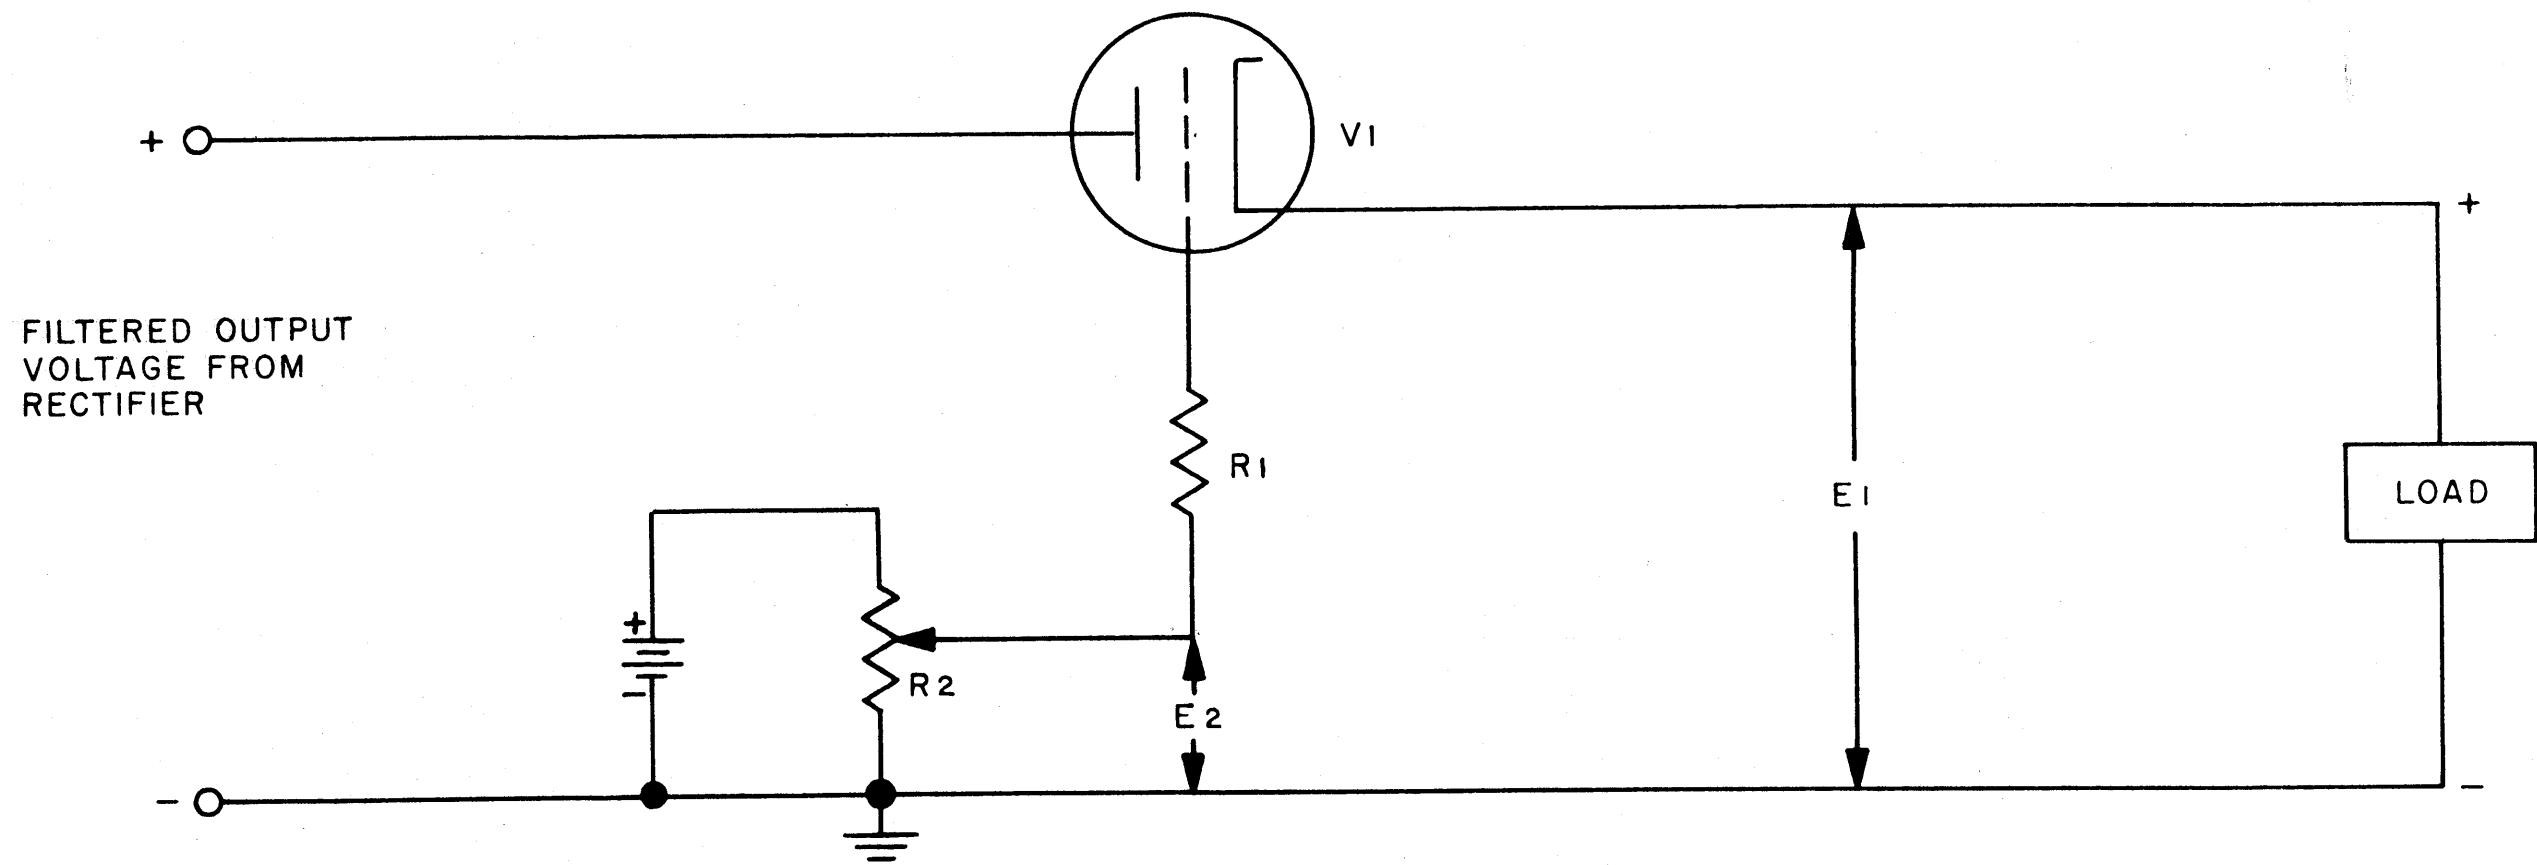 V1
+
+
FILTERED OUTPUT
VOLTAGE FROM
RECTIFIER
R1
E1
LOAD
+
-
R2
E2
-
-